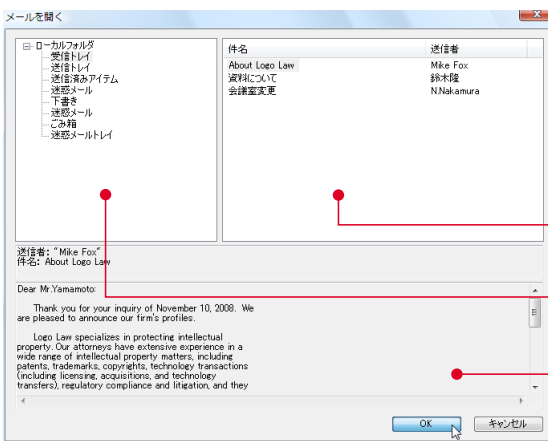 メールを開く
ローカルフォルダ
受信トレイ
送信トレイ
送信済みアイテム
迷惑メール
下書き
迷惑メール
ごみ箱
迷惑メールトレイ
件名 送信者
About Logo Law Mike Fox
資料について 鈴木隆
会議室変更 N.Nakamura
送信者: "Mike Fox"
件名: About Logo Law
Dear Mr.Yamamoto:
Thank you for your inquiry of November 10, 2008. We
are pleased to announce our firm's profiles.
Logo Law specializes in protecting intellectual
property. Our attorneys have extensive experience in a
wide range of intellectual property matters, including
patents, trademarks, copyrights, technology transactions
(including licensing, acquisitions, and technology
transfers), regulatory compliance and litigation, and they
OK キャンセル